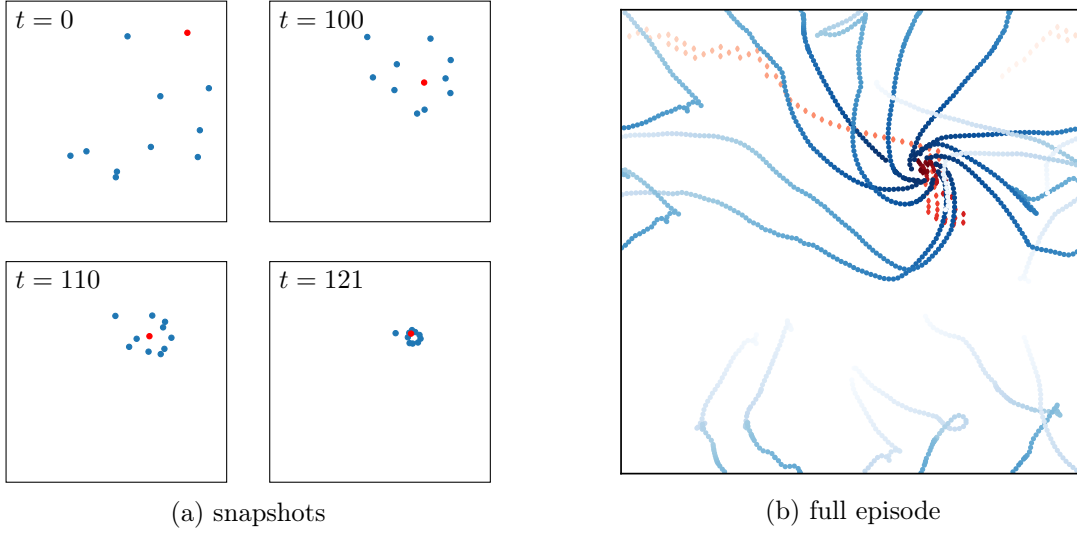 t = 0
t = 100
t = 110
t = 121
(a) snapshots
(b) full episode